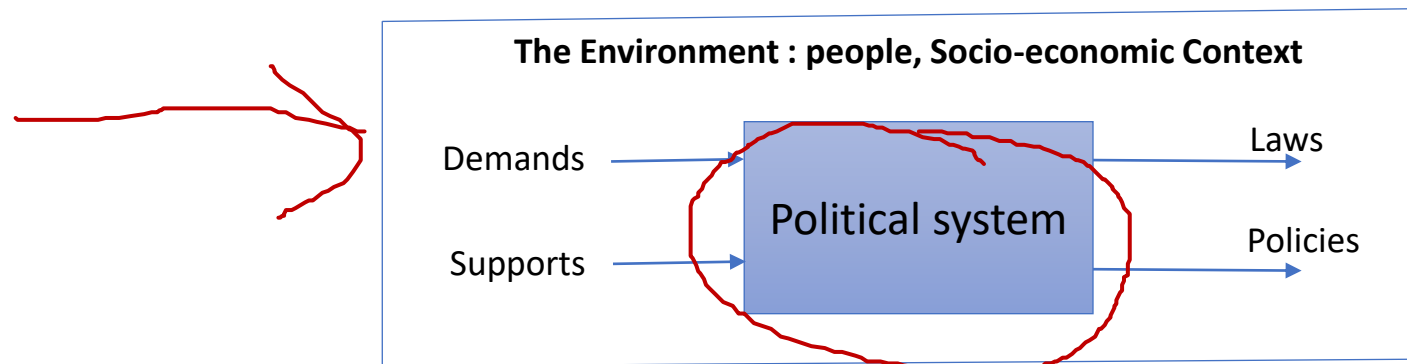 The Environment : people, Socio-economic Context
Demands
Laws
Political system
Supports
Policies